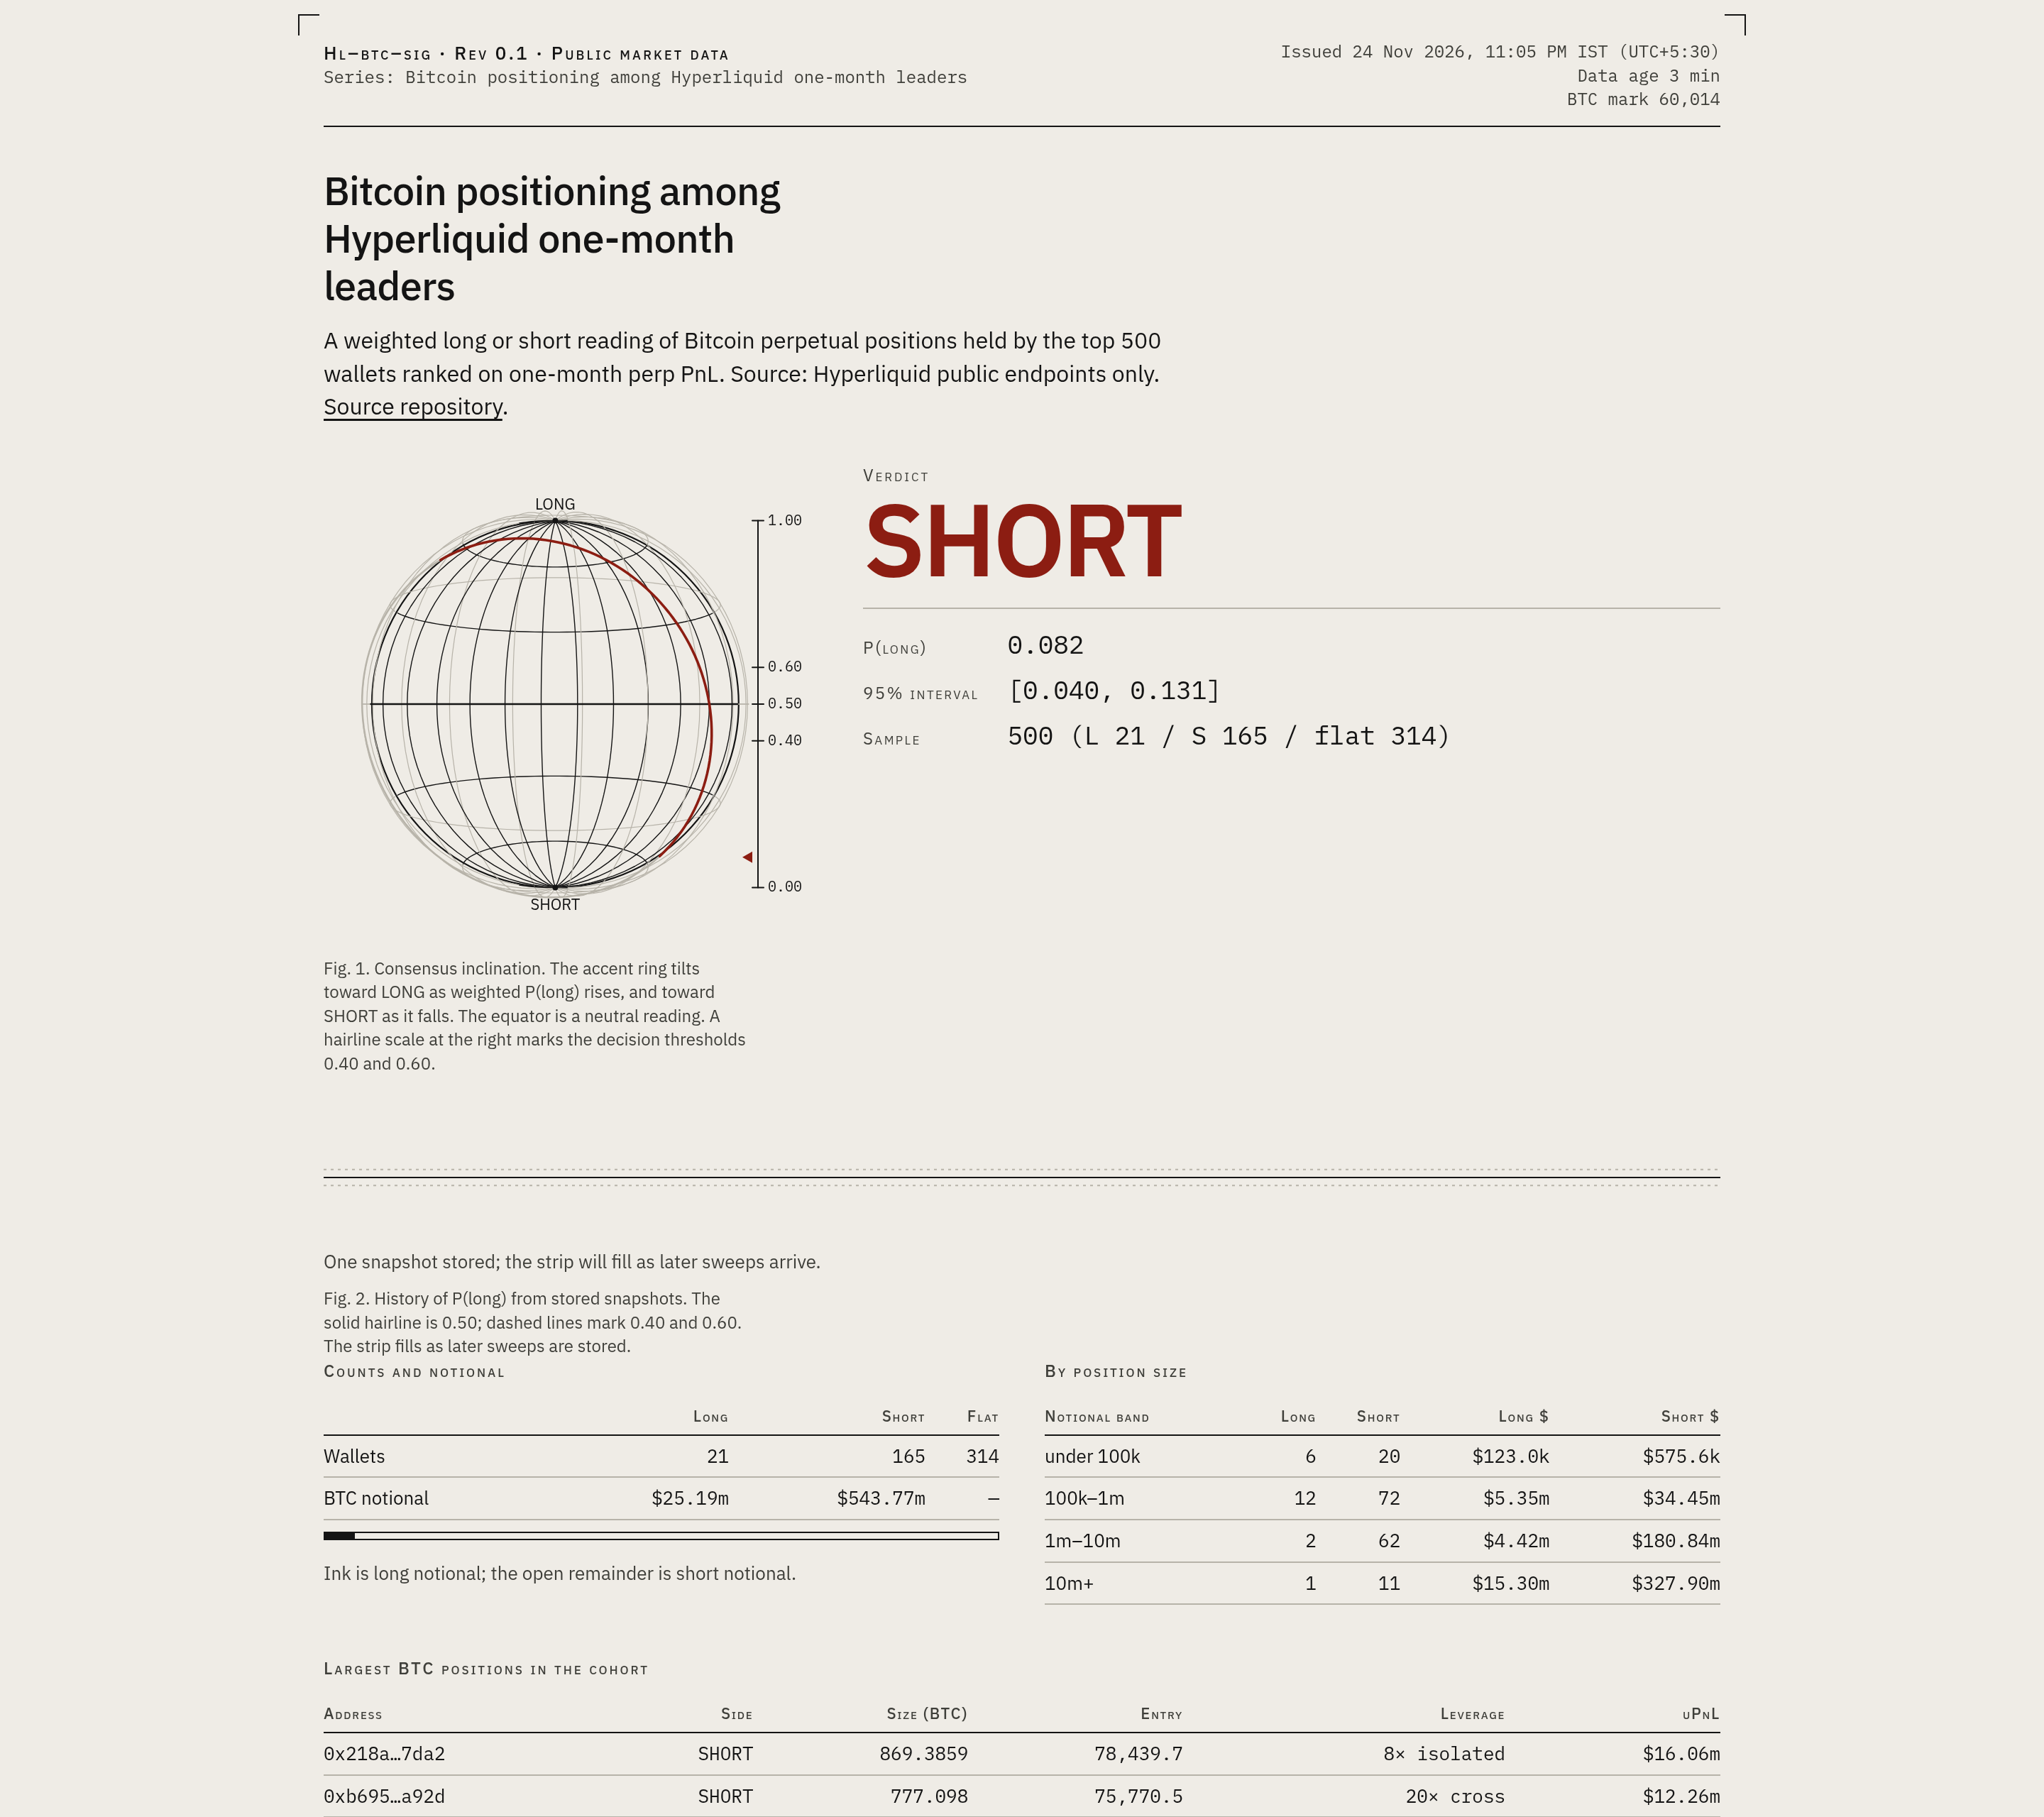 Hl–btc–sig · Rev 0.1 · Public market data
Series: Bitcoin positioning among Hyperliquid one-month leaders
Issued 24 Nov 2026, 11:05 PM IST (UTC+5:30)
Data age 3 min
BTC mark 60,014
Bitcoin positioning among
Hyperliquid one-month
leaders
A weighted long or short reading of Bitcoin perpetual positions held by the top 500
wallets ranked on one-month perp PnL. Source: Hyperliquid public endpoints only.
Source repository.
LONG
1.00
0.60
0.50
0.40
0.00
SHORT
Fig. 1. Consensus inclination. The accent ring tilts
toward LONG as weighted P(long) rises, and toward
SHORT as it falls. The equator is a neutral reading. A
hairline scale at the right marks the decision thresholds
0.40 and 0.60.
Verdict
SHORT
P(long) 0.082
95% interval [0.040, 0.131]
Sample 500 (L 21 / S 165 / flat 314)
One snapshot stored; the strip will fill as later sweeps arrive.
Fig. 2. History of P(long) from stored snapshots. The
solid hairline is 0.50; dashed lines mark 0.40 and 0.60.
The strip fills as later sweeps are stored.
Counts and notional
Long Short Flat
Wallets 21 165 314
BTC notional $25.19m $543.77m —
Ink is long notional; the open remainder is short notional.
By position size
Notional band Long Short Long $ Short $
under 100k 6 20 $123.0k $575.6k
100k–1m 12 72 $5.35m $34.45m
1m–10m 2 62 $4.42m $180.84m
10m+ 1 11 $15.30m $327.90m
Largest BTC positions in the cohort
Address Side Size (BTC) Entry Leverage uPnL
0x218a…7da2 SHORT 869.3859 78,439.7 8× isolated $16.06m
0xb695…a92d SHORT 777.098 75,770.5 20× cross $12.26m